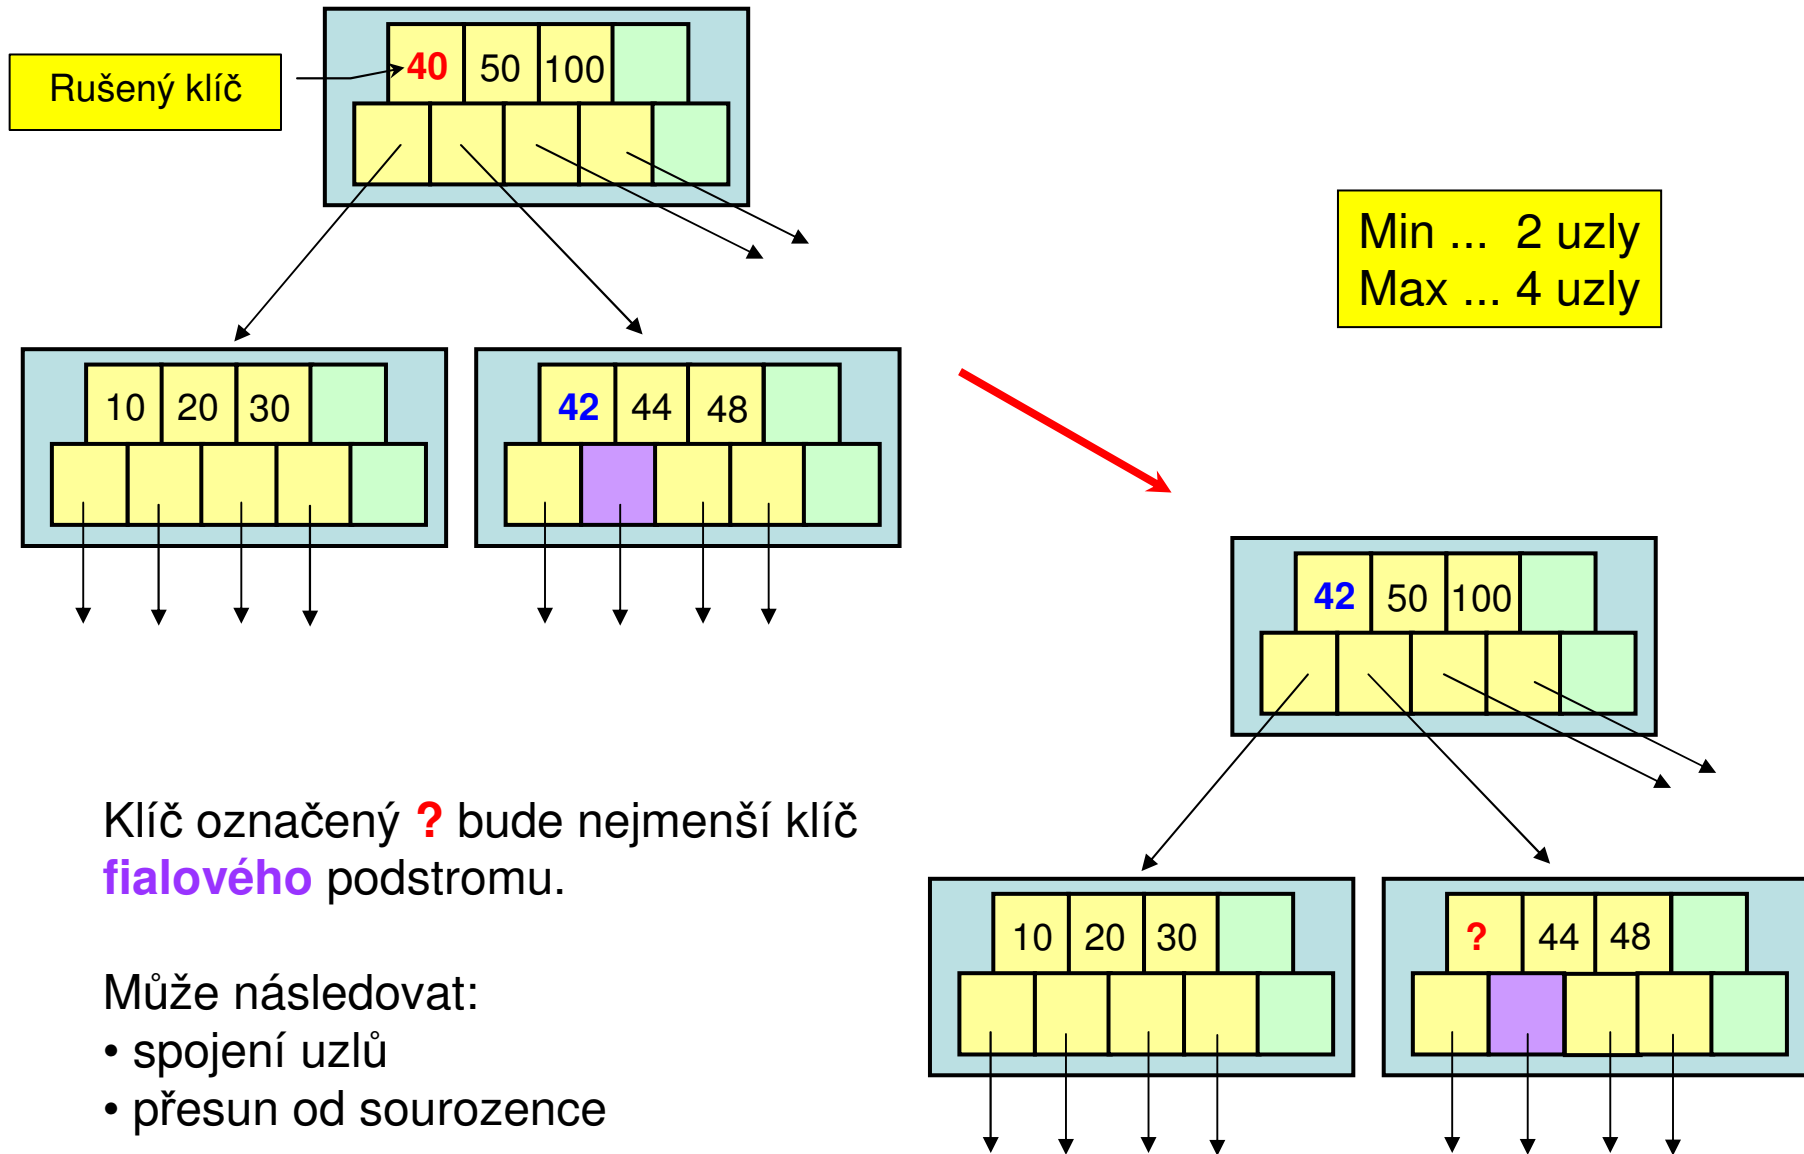 40 50 100
Rušený klíč
Min ... 2 uzly
Max ... 4 uzly
10 20 30
42 44 48
42 50 100
Klíč označený ? bude nejmenší klíč
fialového podstromu.
10 20 30
? 44 48
Může následovat:
• spojení uzlů
• přesun od sourozence